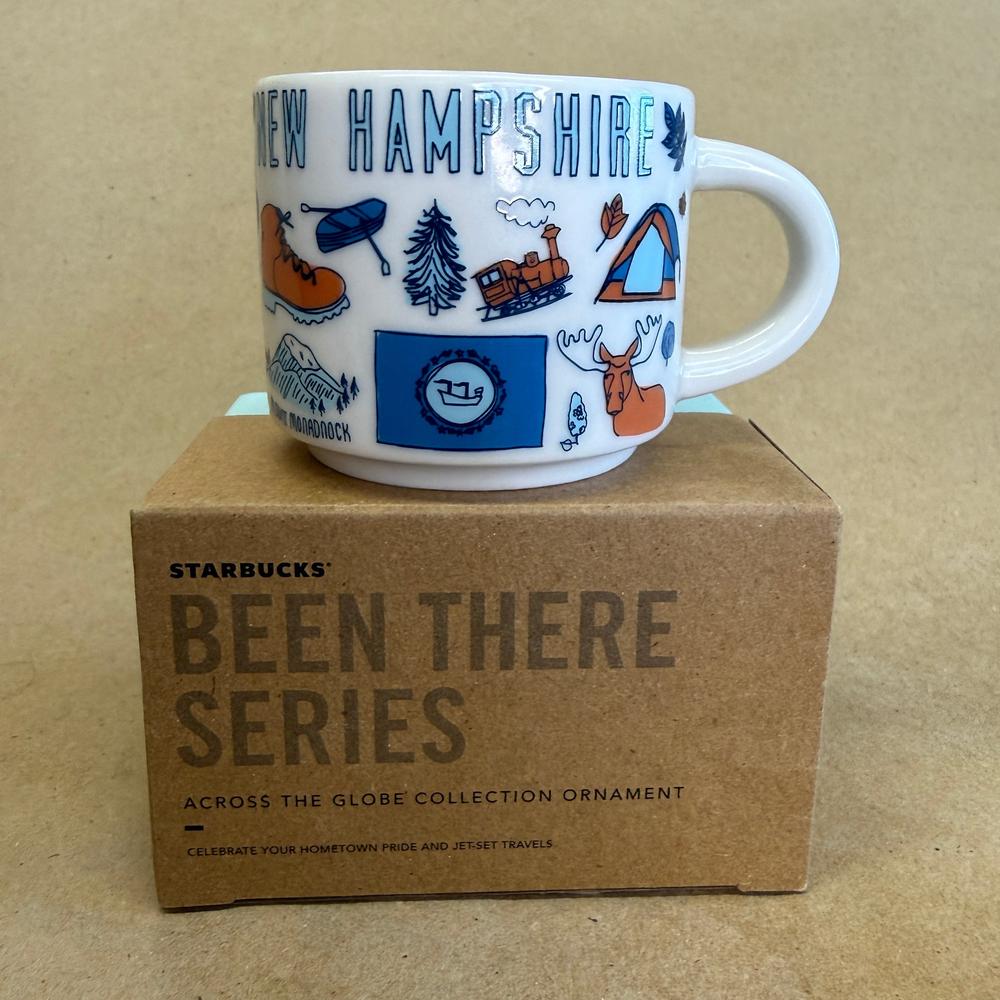 NEW HAMPSHIRE
MONADNOCK
STARBUCKS®
BEEN THERE
SERIES
ACROSS THE GLOBE COLLECTION ORNAMENT
CELEBRATE YOUR HOMETOWN PRIDE AND JET-SET TRAVELS